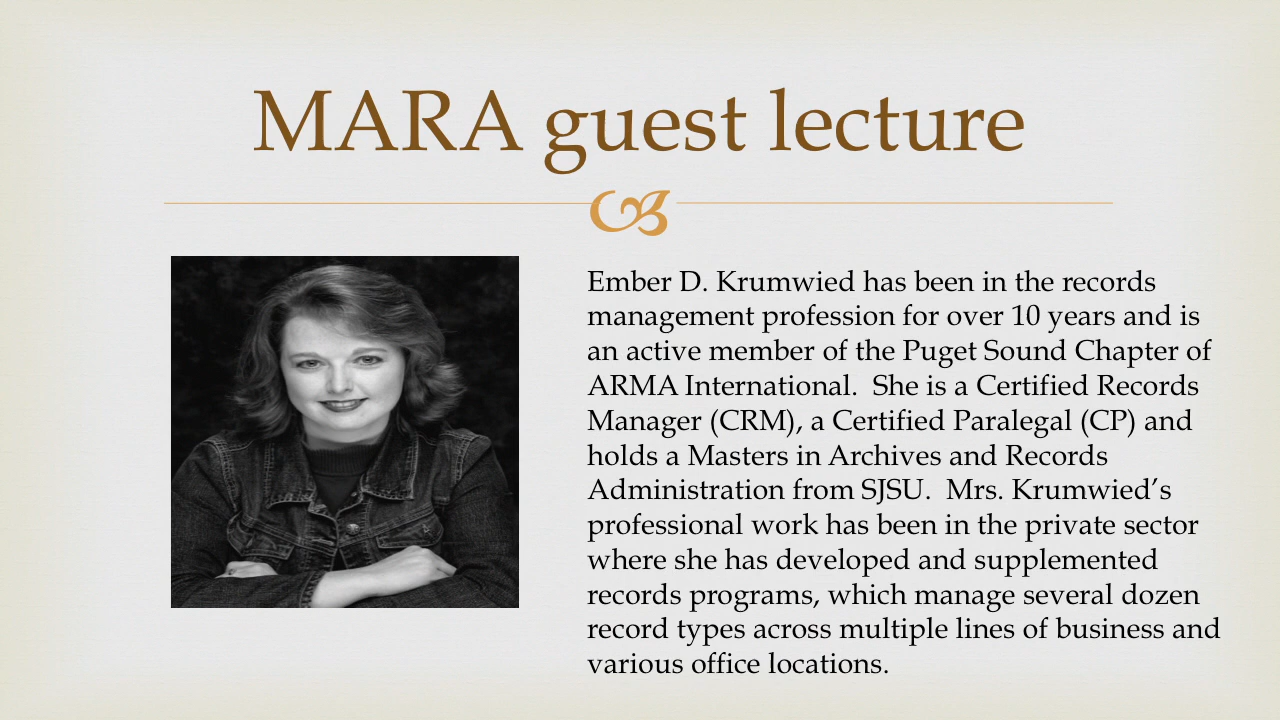 MARA guest lecture
Ember D. Krumwied has been in the records
management profession for over 10 years and is
an active member of the Puget Sound Chapter of
ARMA International.  She is a Certified Records
Manager (CRM), a Certified Paralegal (CP) and
holds a Masters in Archives and Records
Administration from SJSU.  Mrs. Krumwied’s
professional work has been in the private sector
where she has developed and supplemented
records programs, which manage several dozen
record types across multiple lines of business and
various office locations.